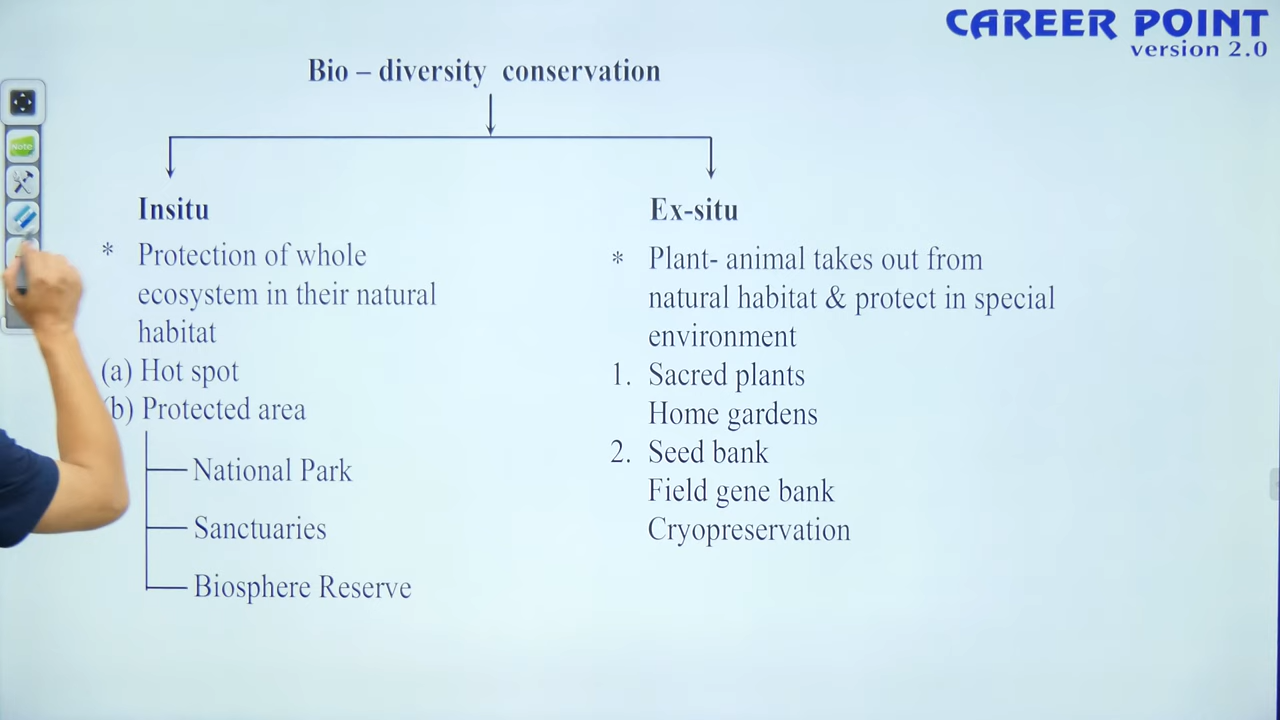 CAREER POINT
version 2.0
Bio – diversity conservation
Insitu
* Protection of whole
ecosystem in their natural
habitat
(a) Hot spot
(b) Protected area
National Park
Sanctuaries
Biosphere Reserve
Ex-situ
* Plant- animal takes out from
natural habitat & protect in special
environment
1. Sacred plants
Home gardens
2. Seed bank
Field gene bank
Cryopreservation
Note